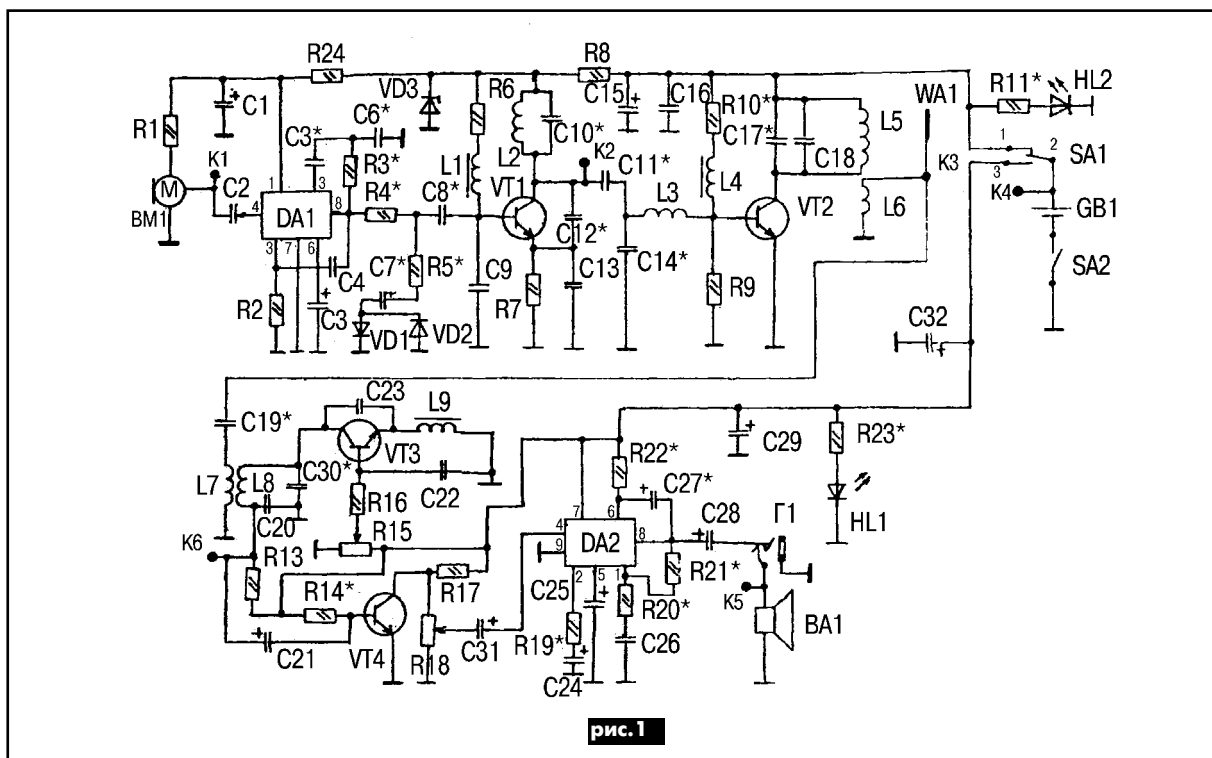 R24
R8
C1
VD3
R6
C15
C16
R10*
WA1
R11*
HL2
R1
C6*
C3*
R3*
C10*
C17*
L5
K1
R4*
L1
L2
K2
C11*
C18
1
2
SA1
M
C2
1
3
8
C8*
VT1
L3
L4
K3
3
BM1
4
DA1
VT2
L6
K4
GB1
3
7
6
C7*
R5*
C9
C12*
C14*
R2
C4
C13
R9
SA2
C3
VD1
VD2
R7
C32
C23
L9
C19*
VT3
C29
R23*
R22*
L7
L8
C30*
C22
C27*
C20
R16
7
6
C28
Г1
HL1
K6
R15
4
DA2
8
R13
9
R14*
R17
C25
2
5
1
R21*
K5
R20*
BA1
C21
VT4
R18
C31
R19*
C26
C24
рис.1